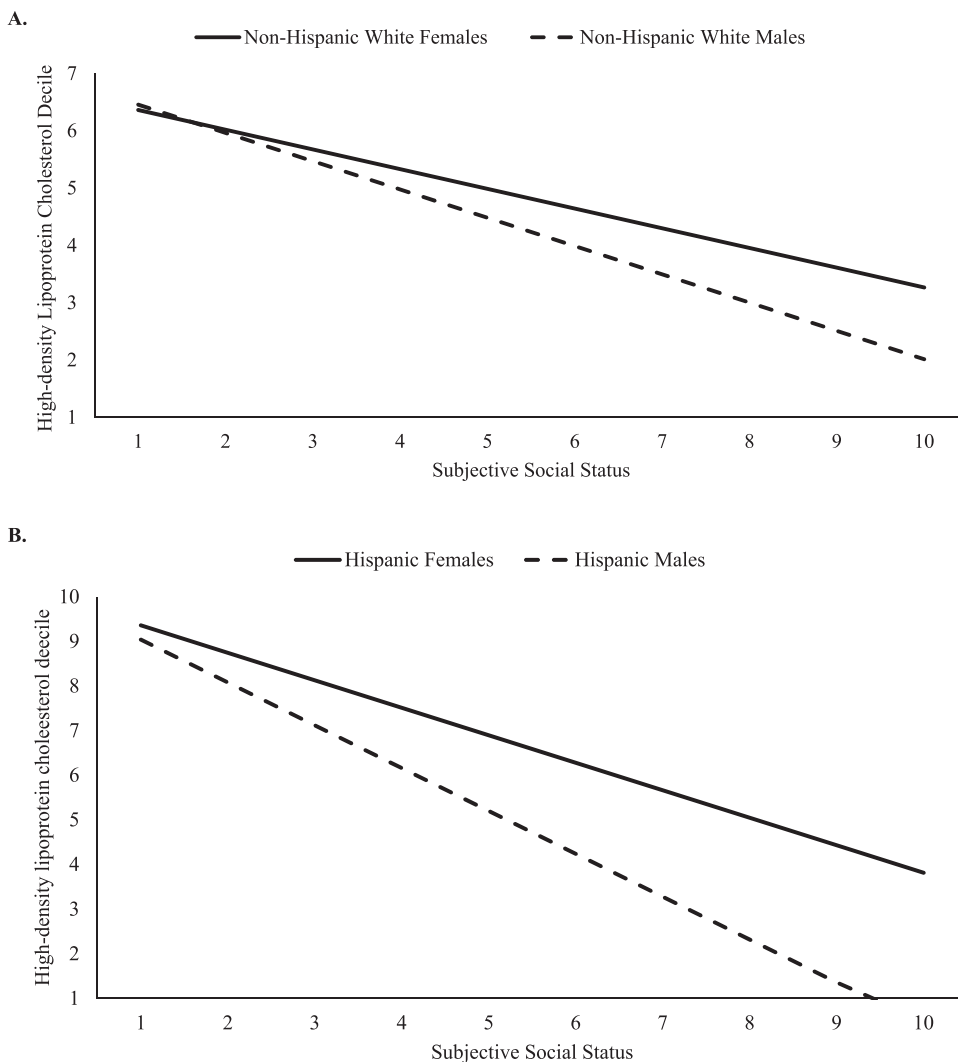 A.
Non-Hispanic White Females Non-Hispanic White Males
High-density Lipoprotein Cholesterol Decile
7
6
5
4
3
2
1
1 2 3 4 5 6 7 8 9 10
Subjective Social Status
B.
Hispanic Females Hispanic Males
High-density lipoprotein choleesterol deecile
10
9
8
7
6
5
4
3
2
1
1 2 3 4 5 6 7 8 9 10
Subjective Social Status